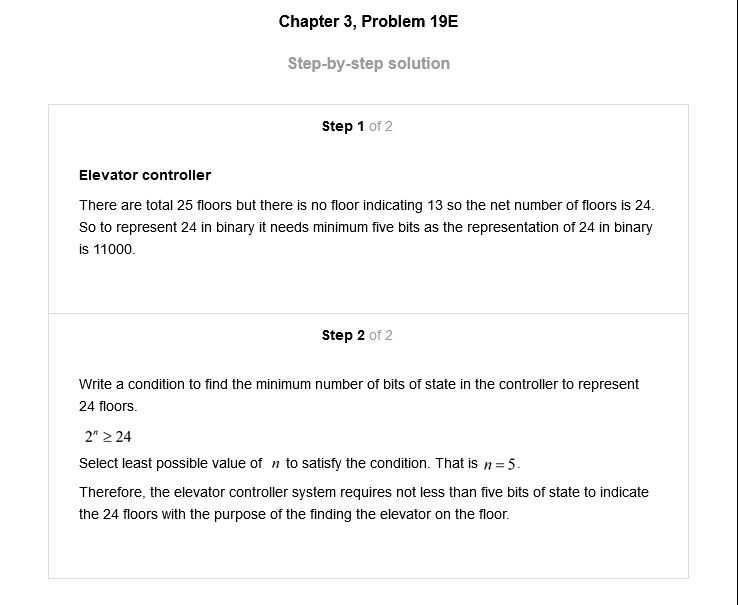 Chapter 3, Problem 19E
Step-by-step solution
Step 1 of 2
Elevator controller
There are total 25 floors but there is no floor indicating 13 so the net number of floors is 24.
So to represent 24 in binary it needs minimum five bits as the representation of 24 in binary
is 11000.
Step 2 of 2
Write a condition to find the minimum number of bits of state in the controller to represent
24 floors.
2ⁿ ≥ 24
Select least possible value of n to satisfy the condition. That is n = 5.
Therefore, the elevator controller system requires not less than five bits of state to indicate
the 24 floors with the purpose of the finding the elevator on the floor.